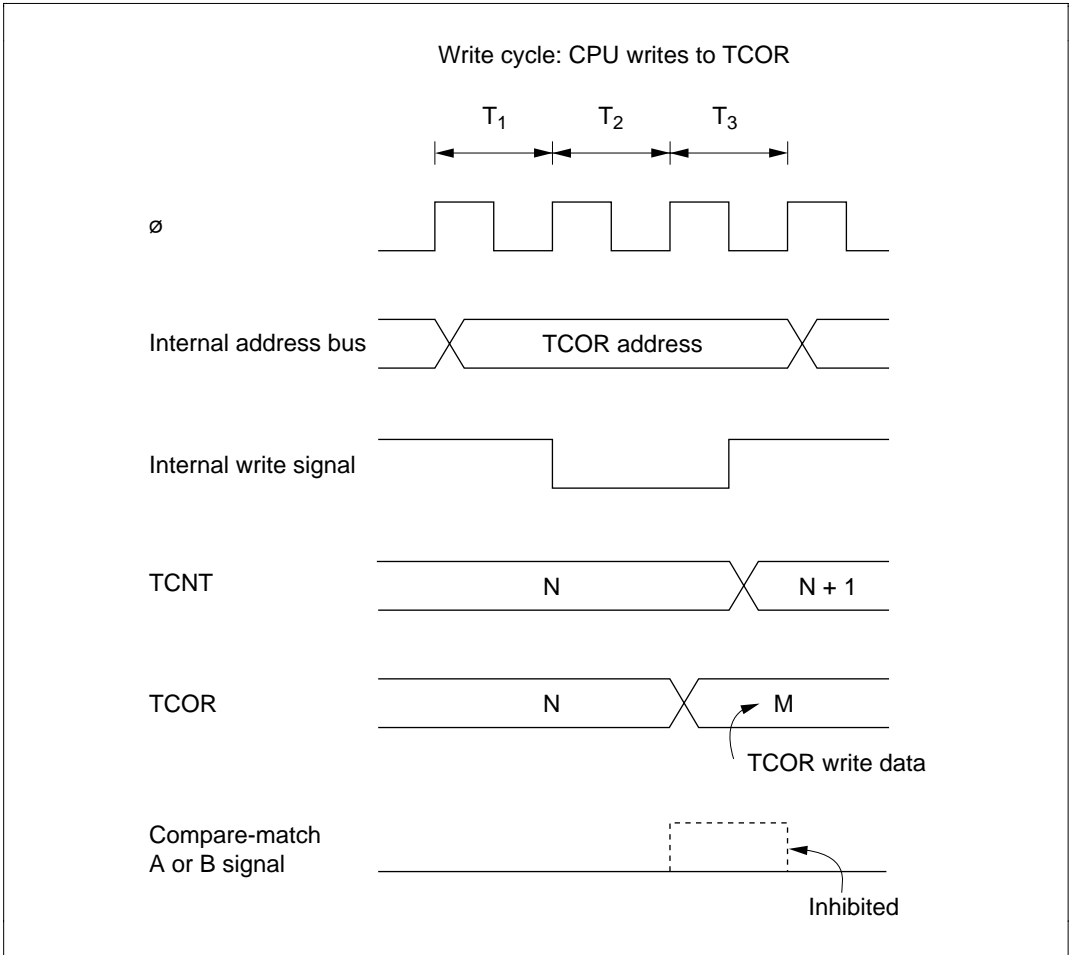 Write cycle: CPU writes to TCOR
T1 T2 T3
ø
Internal address bus
TCOR address
Internal write signal
TCNT
N
N + 1
TCOR
N
M
TCOR write data
Compare-match
A or B signal
Inhibited